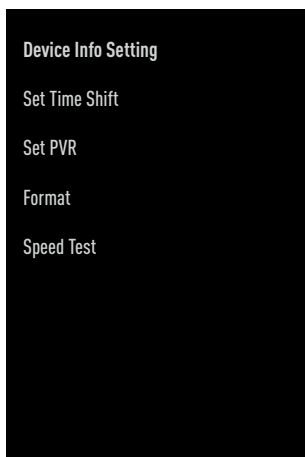 Device Info Setting
Set Time Shift
Set PVR
Format
Speed Test